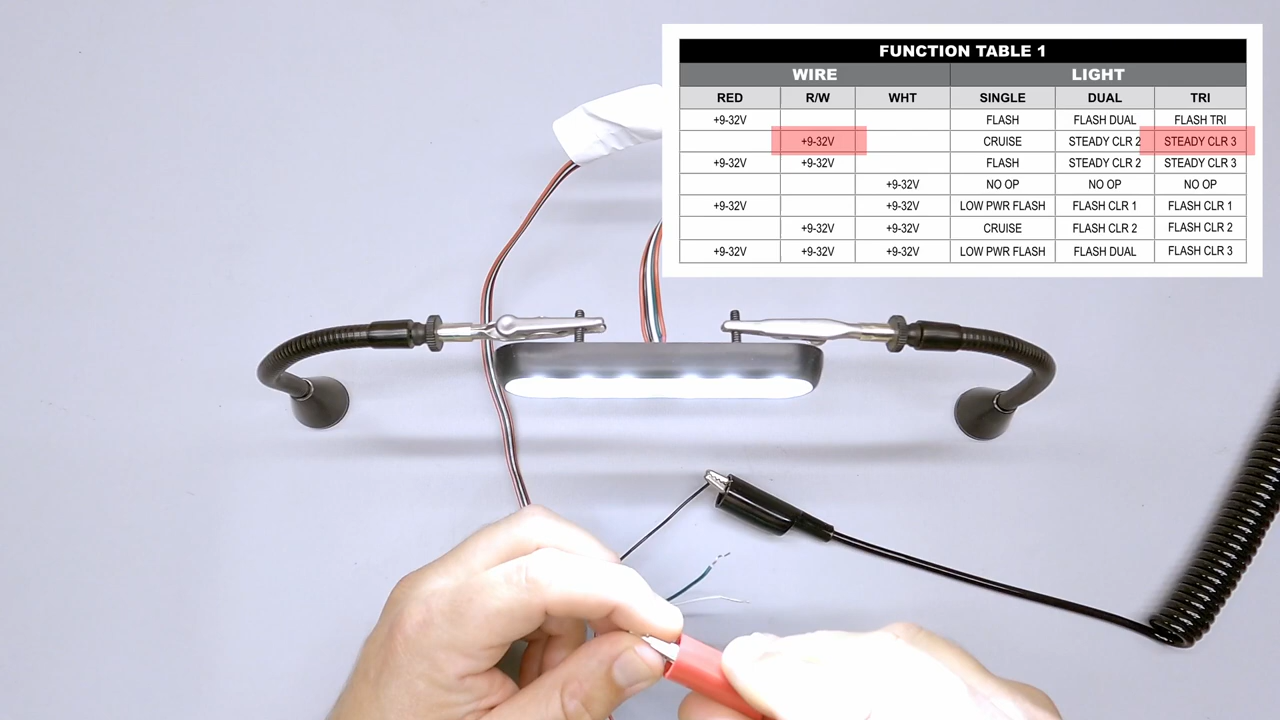 FUNCTION TABLE 1
WIRE LIGHT
RED R/W WHT SINGLE DUAL TRI
+9-32V FLASH FLASH DUAL FLASH TRI
+9-32V CRUISE STEADY CLR 2 STEADY CLR 3
+9-32V +9-32V FLASH STEADY CLR 2 STEADY CLR 3
+9-32V NO OP NO OP NO OP
+9-32V +9-32V LOW PWR FLASH FLASH CLR 1 FLASH CLR 1
+9-32V +9-32V CRUISE FLASH CLR 2 FLASH CLR 2
+9-32V +9-32V +9-32V LOW PWR FLASH FLASH DUAL FLASH CLR 3